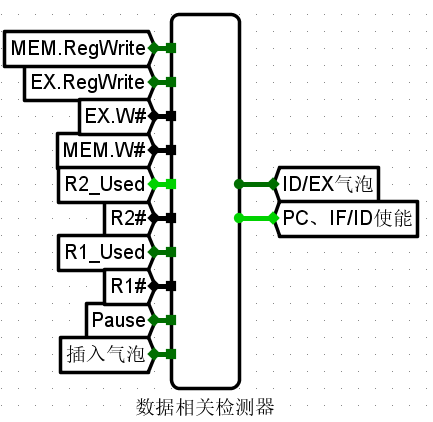 MEM.RegWrite
EX.RegWrite
EX.W#
MEM.W#
R2_Used
R2#
R1_Used
R1#
Pause
插入气泡
ID/EX气泡
PC、IF/ID使能
数据相关检测器